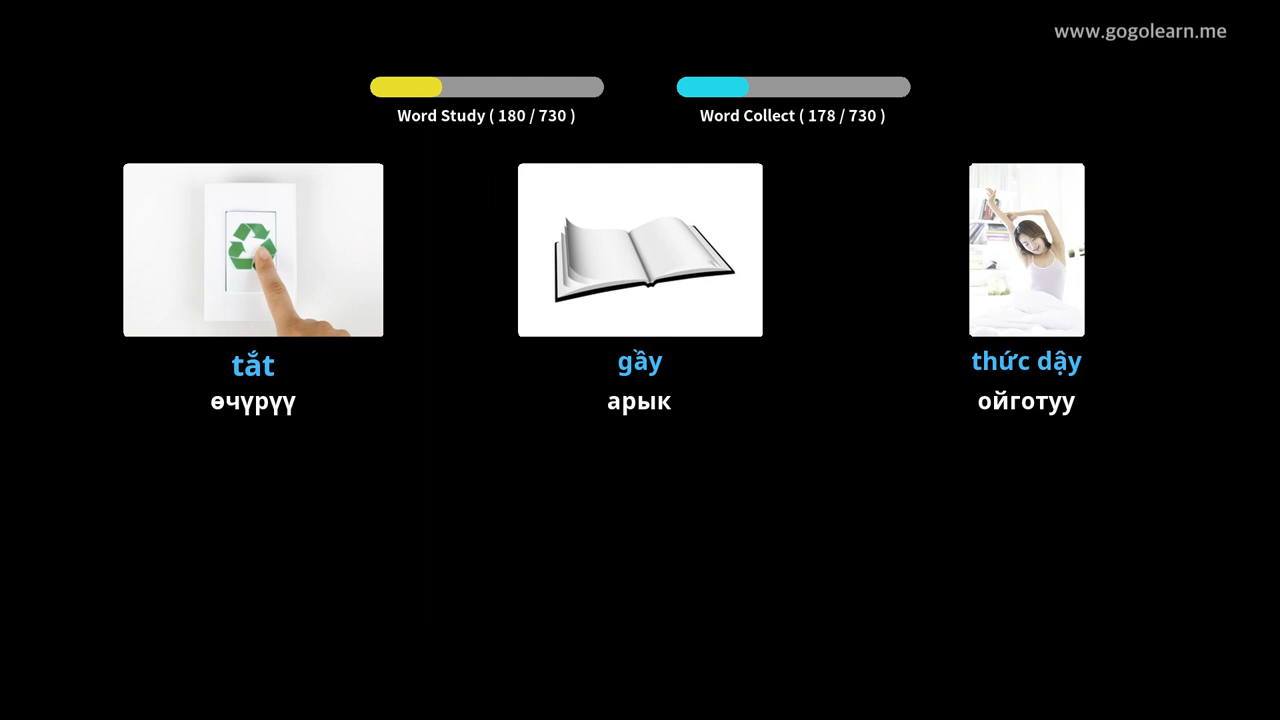 www.gogolearn.me
Word Study ( 180 / 730 )
Word Collect ( 178 / 730 )
tắt
gầy
thức dậy
өчүрүү
арык
ойготуу